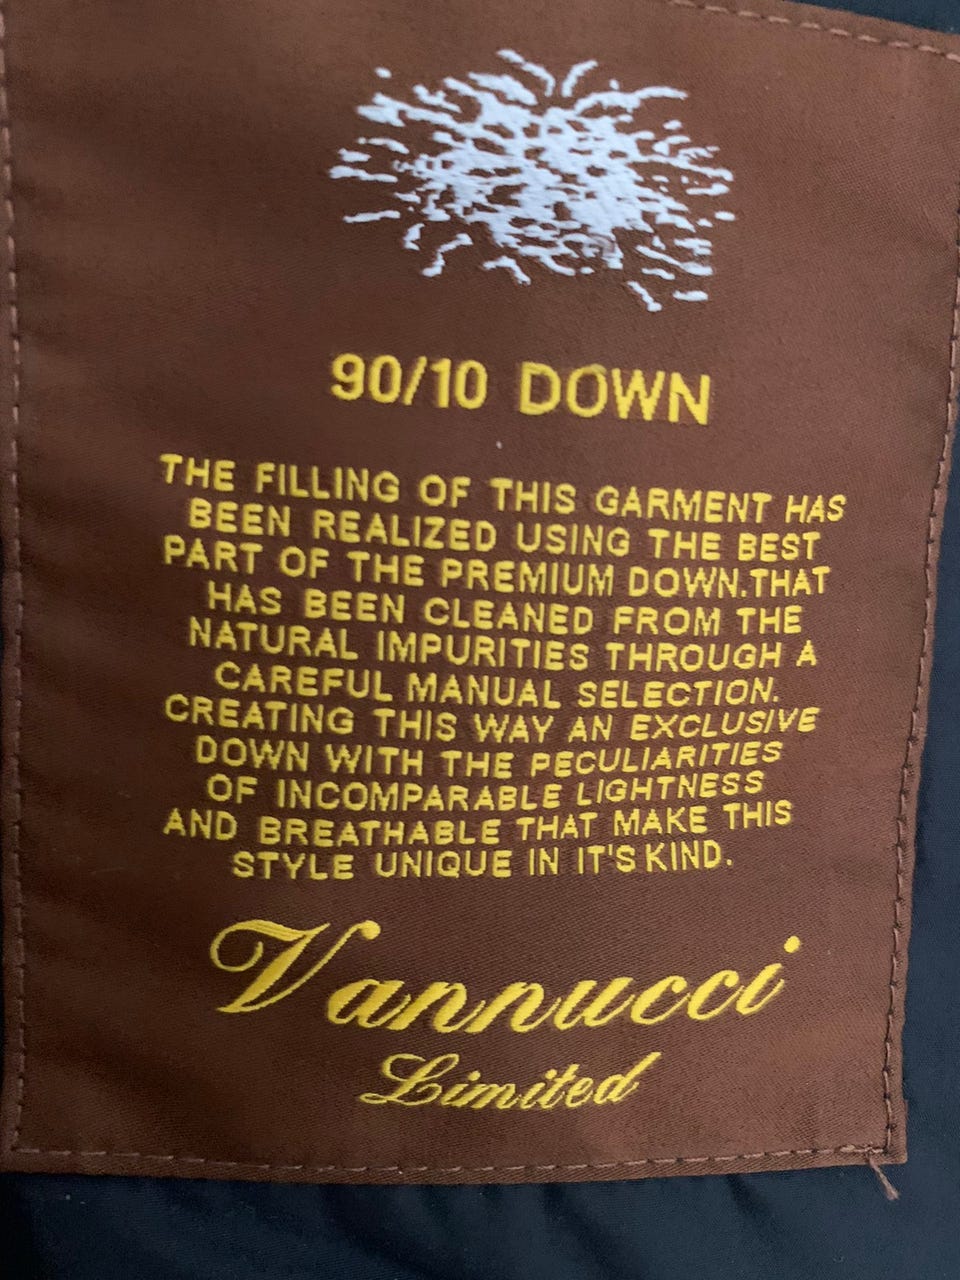 90/10 DOWN
THE FILLING OF THIS GARMENT HAS
BEEN REALIZED USING THE BEST
PART OF THE PREMIUM DOWN.THAT
HAS BEEN CLEANED FROM THE
NATURAL IMPURITIES THROUGH A
CAREFUL MANUAL SELECTION.
CREATING THIS WAY AN EXCLUSIVE
DOWN WITH THE PECULIARITIES
OF INCOMPARABLE LIGHTNESS
AND BREATHABLE THAT MAKE THIS
STYLE UNIQUE IN IT'S KIND.
Vannucci
Limited